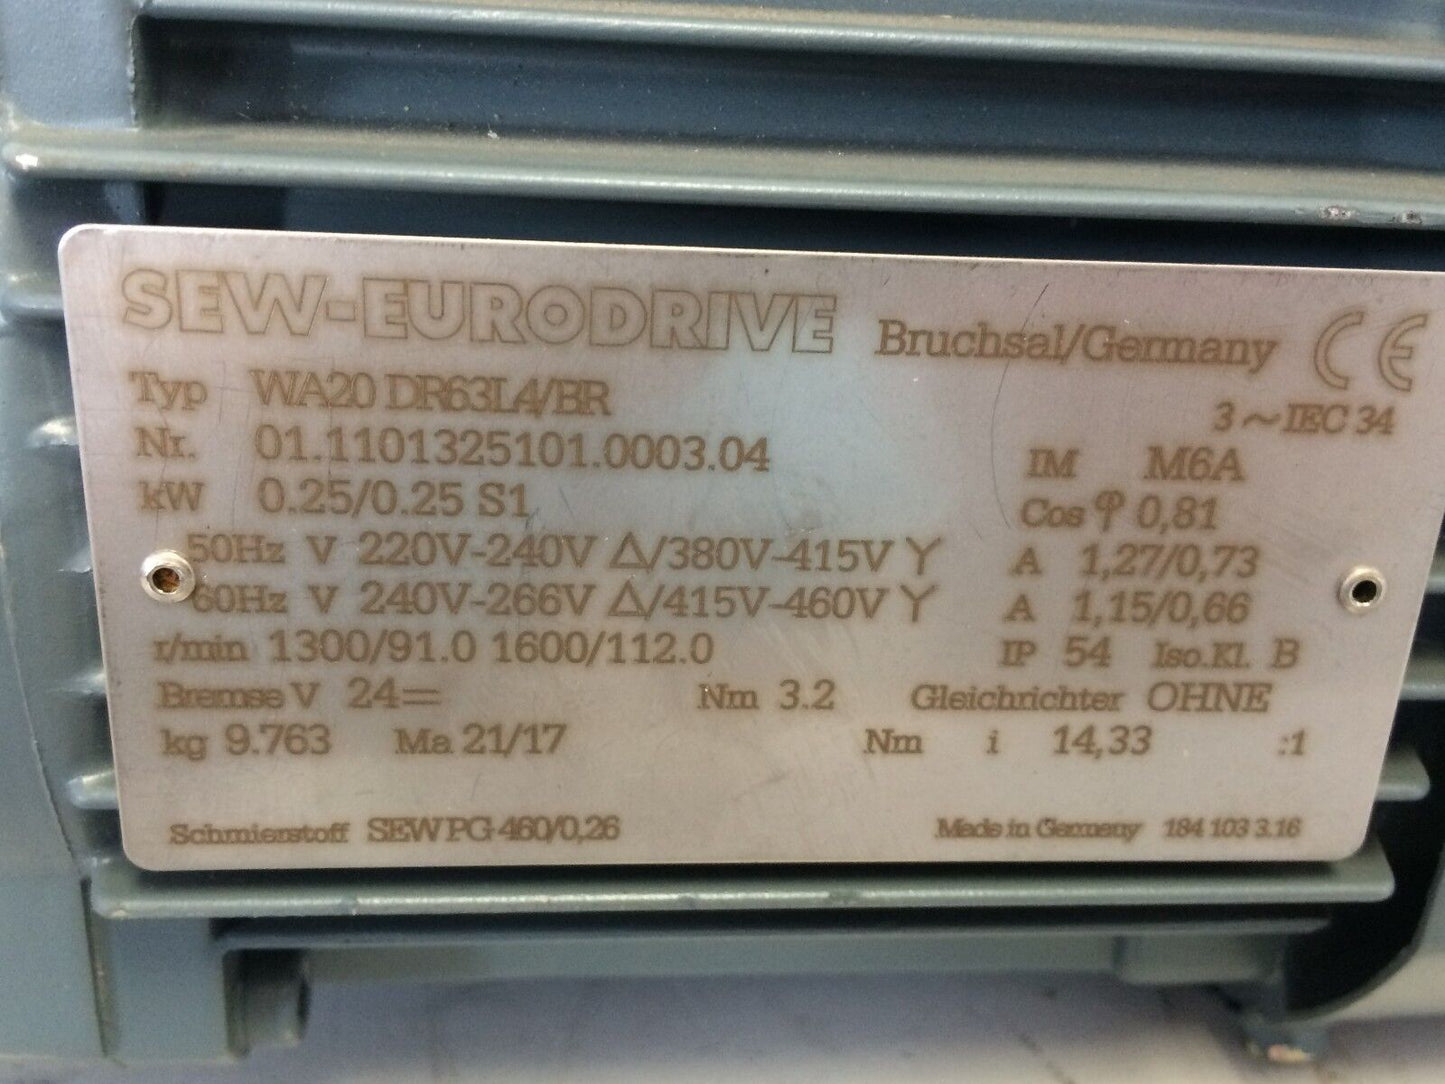 SEW-EURODRIVE Bruchsal/Germany CE
Typ WA20 DR63L4/BR 3~IEC 34
Nr. 01.1101325101.0003.04 IM M6A
kW 0.25/0.25 S1 Cos φ 0,81
50Hz V 220V-240V Δ/380V-415V Y A 1,27/0,73
60Hz V 240V-266V Δ/415V-460V Y A 1,15/0,66
r/min 1300/91.0 1600/112.0 IP 54 Iso.Kl. B
Bremse V 24= Nm 3.2 Gleichrichter OHNE
kg 9.763 Ma 21/17 Nm i 14,33 :1
Schmierstoff SEW PG 460/0,26 Made in Germany 184 103 3.16